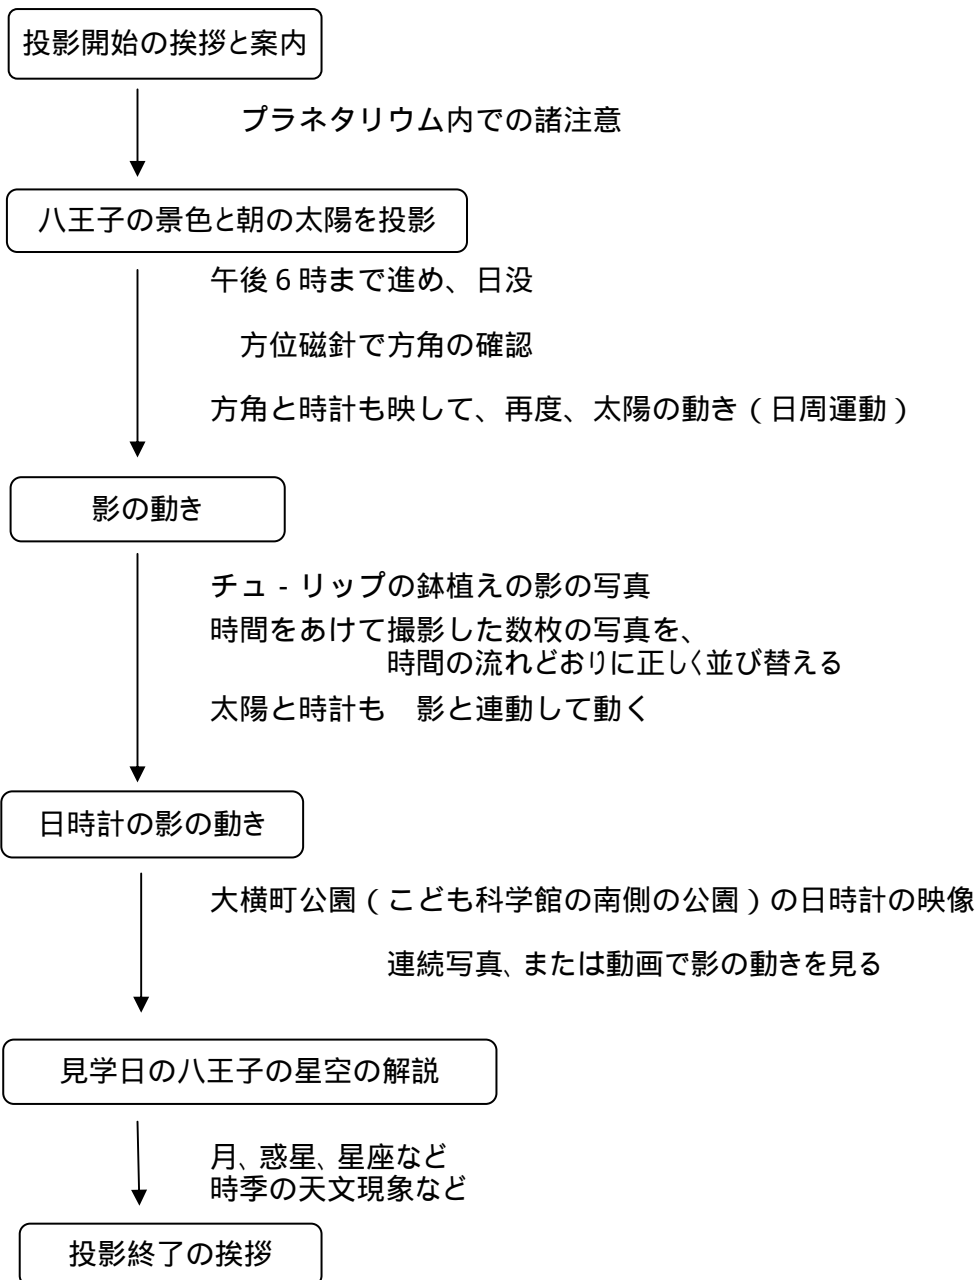 投影開始の挨拶と案内
プラネタリウム内での諸注意
八王子の景色と朝の太陽を投影
午後6時まで進め、日没
方位磁針で方角の確認
方角と時計も映して、再度、太陽の動き（日周運動）
影の動き
チュ‐リップの鉢植えの影の写真
時間をあけて撮影した数枚の写真を、
時間の流れどおりに正しく並び替える
太陽と時計も　影と連動して動く
日時計の影の動き
大横町公園（こども科学館の南側の公園）の日時計の映像
連続写真、または動画で影の動きを見る
見学日の八王子の星空の解説
月、惑星、星座など
時季の天文現象など
投影終了の挨拶